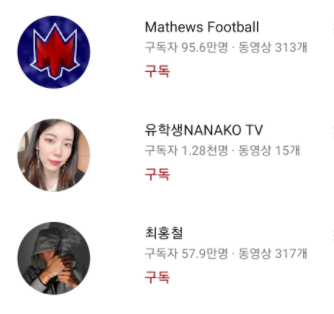 Mathews Football
구독자 95.6만명 · 동영상 313개
구독
유학생NANAKO TV
구독자 1.28천명 · 동영상 15개
구독
최홍철
구독자 57.9만명 · 동영상 317개
구독